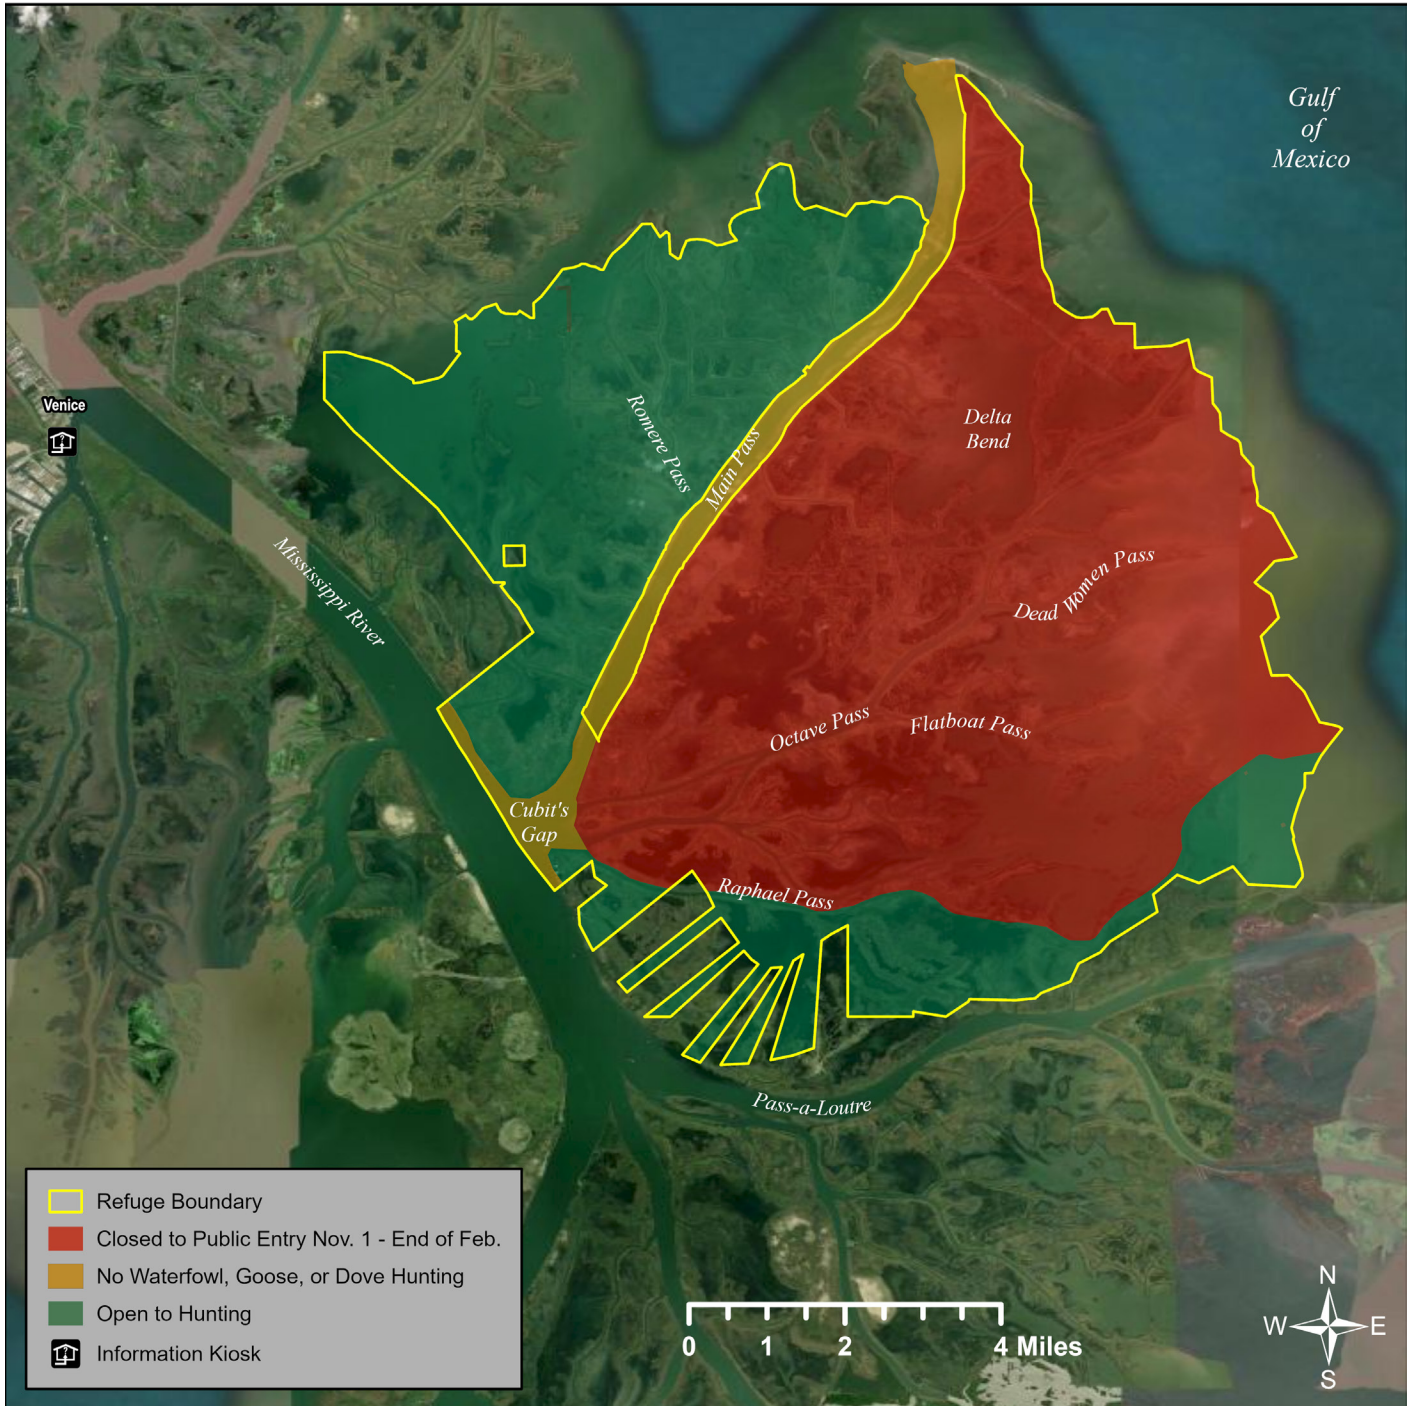 Gulf
of
Mexico
Venice
Romere Pass
Main Pass
Delta
Bend
Mississippi River
Dead Women Pass
Octave Pass
Flatboat Pass
Cubit's
Gap
Raphael Pass
Pass-a-Loutre
Refuge Boundary
Closed to Public Entry Nov. 1 - End of Feb.
No Waterfowl, Goose, or Dove Hunting
Open to Hunting
Information Kiosk
0 1 2 4 Miles
N
W E
S